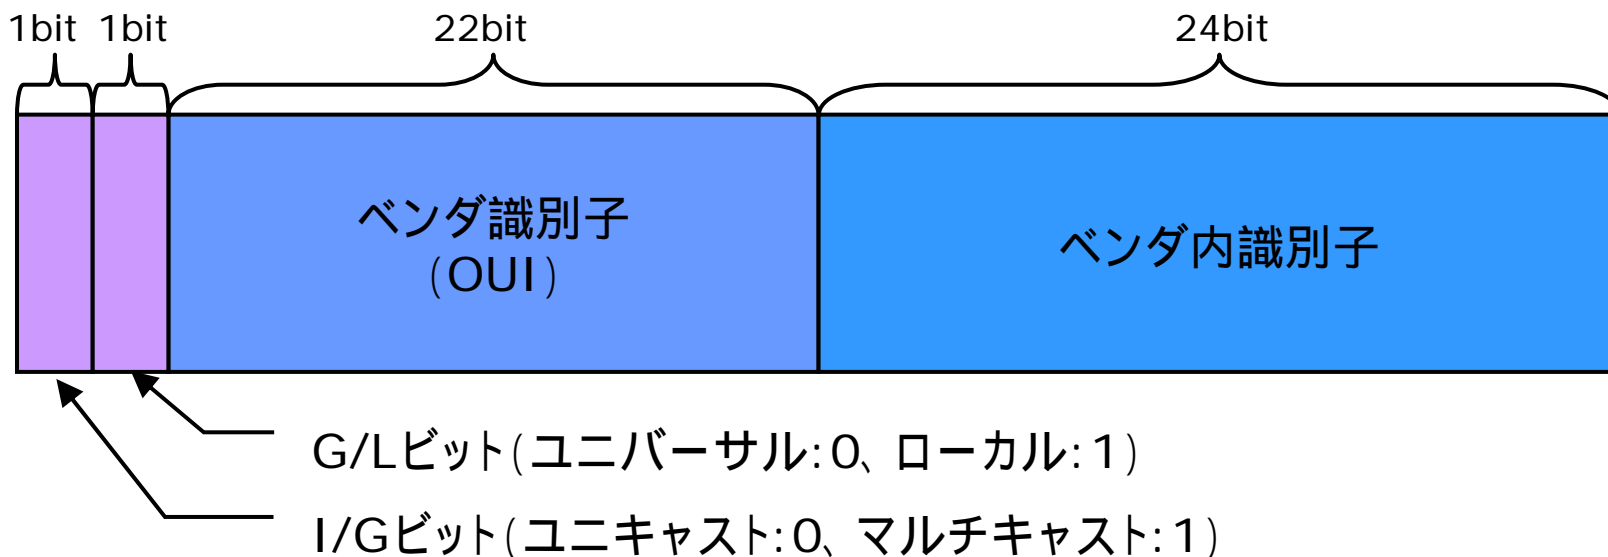 1bit 1bit 22bit 24bit
ベンダ識別子
(OUI)
ベンダ内識別子
G/Lビット(ユニバーサル:0、ローカル:1)
I/Gビット(ユニキャスト:0、マルチキャスト:1)